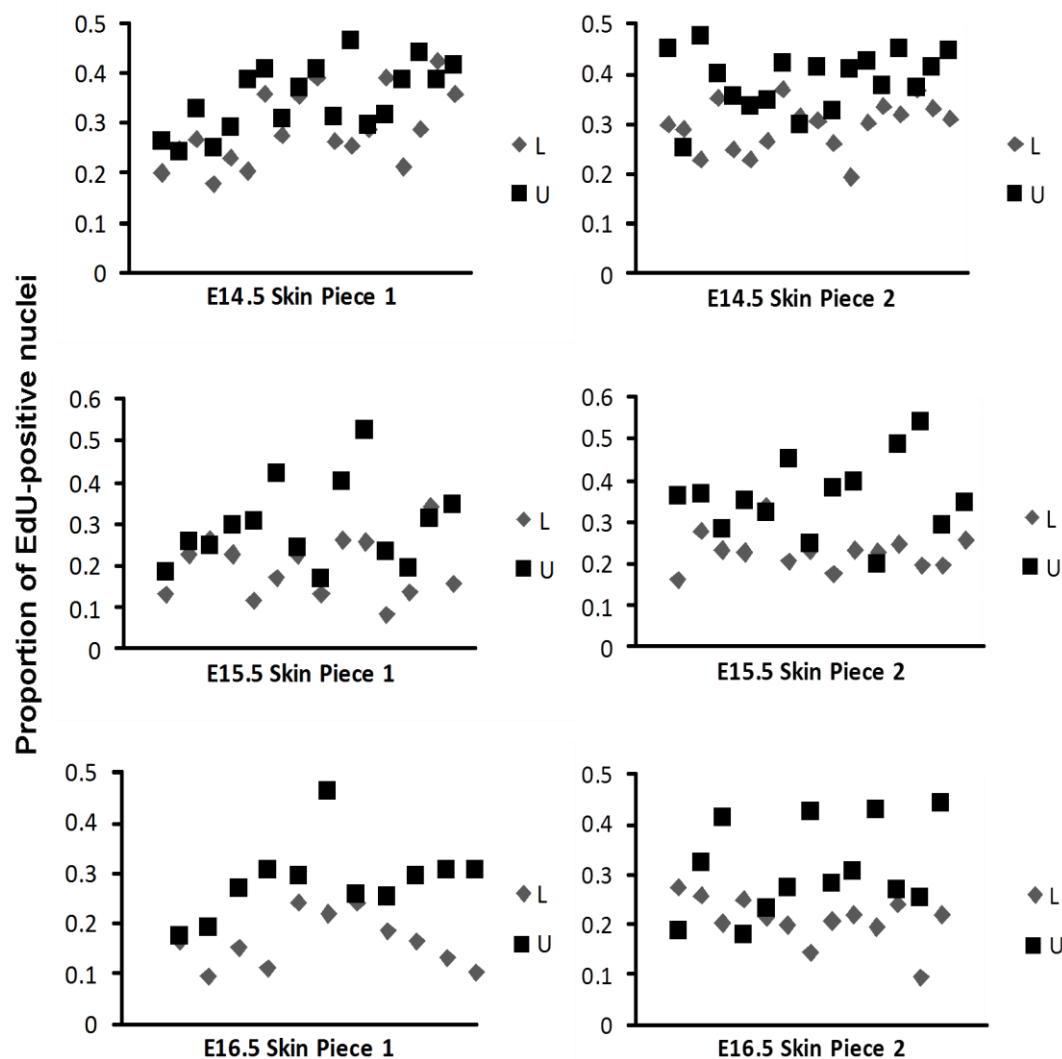 Proportion of EdU-positive nuclei
0.5
0.4
0.3
0.2
0.1
0
L
U
E14.5 Skin Piece 1
0.5
0.4
0.3
0.2
0.1
0
L
U
E14.5 Skin Piece 2
0.6
0.5
0.4
0.3
0.2
0.1
0
L
U
E15.5 Skin Piece 1
0.6
0.5
0.4
0.3
0.2
0.1
0
L
U
E15.5 Skin Piece 2
0.5
0.4
0.3
0.2
0.1
0
L
U
E16.5 Skin Piece 1
0.5
0.4
0.3
0.2
0.1
0
L
U
E16.5 Skin Piece 2